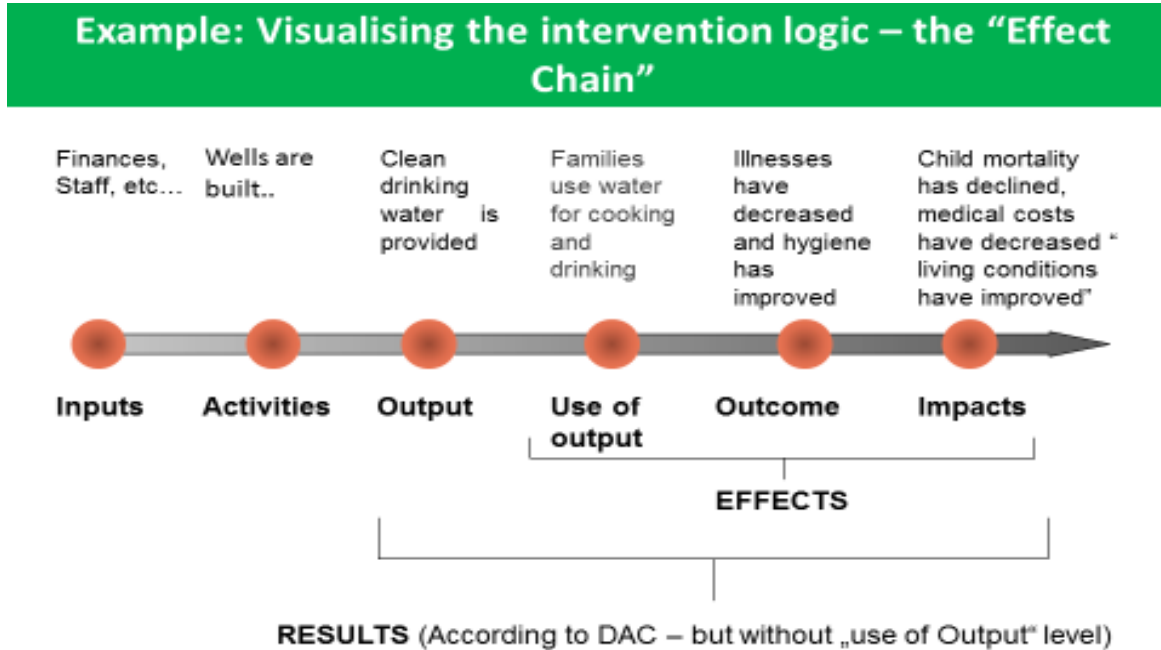 Example: Visualising the intervention logic – the “Effect
Chain”
Finances,
Staff, etc...
Wells are
built..
Clean
drinking
water is
provided
Families
use water
for cooking
and
drinking
Illnesses
have
decreased
and hygiene
has
improved
Child mortality
has declined,
medical costs
have decreased “
living conditions
have improved”
Inputs
Activities
Output
Use of
output
Outcome
Impacts
EFFECTS
RESULTS (According to DAC – but without „use of Output“ level)